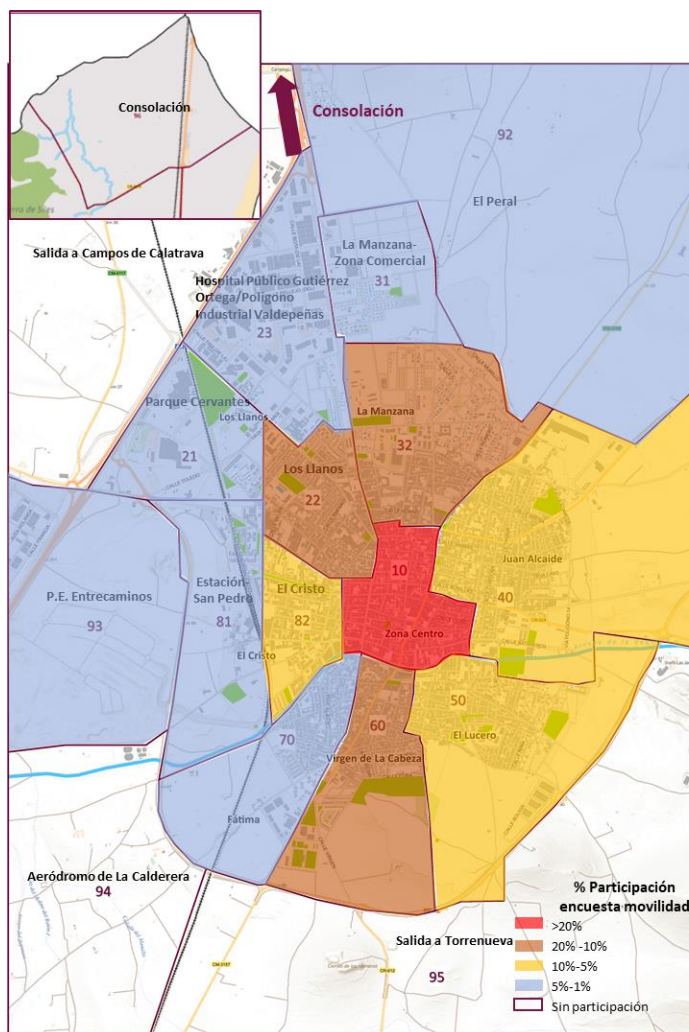 Consolación
96
Consolación
92
El Peral
Salida a Campos de Calatrava
La Manzana-
Zona Comercial
31
Hospital Público Gutiérrez
Ortega/Polígono
Industrial Valdepeñas
23
Parque Cervantes
Los Llanos
21
La Manzana
32
Los Llanos
22
10
Zona Centro
Juan Alcaide
40
El Cristo
82
Estación-
San Pedro
81
El Cristo
P.E. Entrecaminos
93
50
El Lucero
60
Virgen de La Cabeza
70
Fátima
Aeródromo de La Calderera
94
Salida a Torrenueva
95
% Participación
encuesta movilidad
>20%
20% -10%
10%-5%
5%-1%
Sin participación